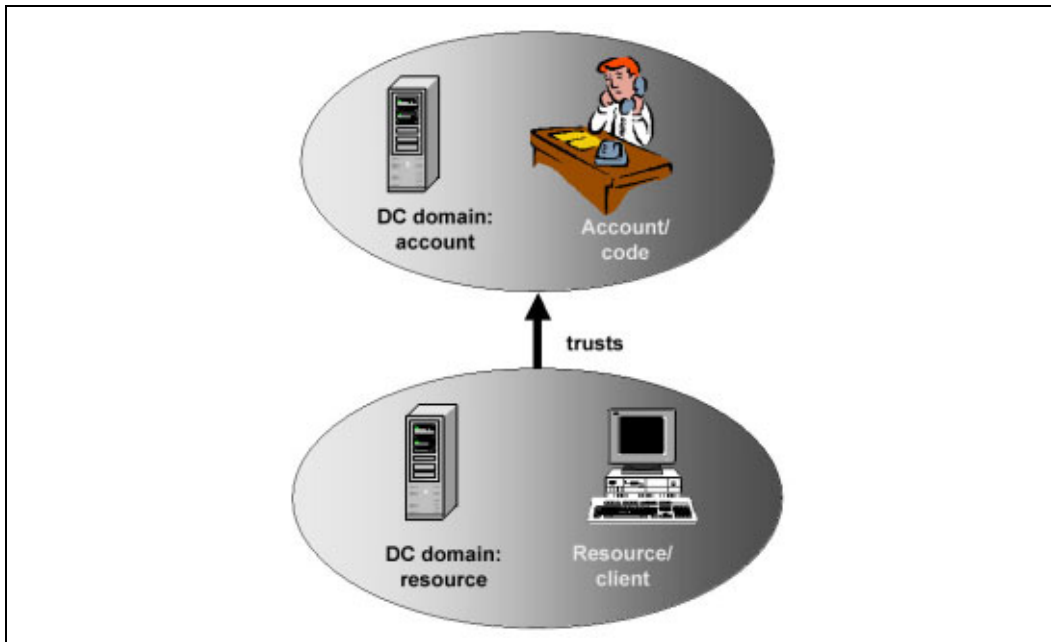 DC domain:
account
Account/
code
trusts
DC domain:
resource
Resource/
client